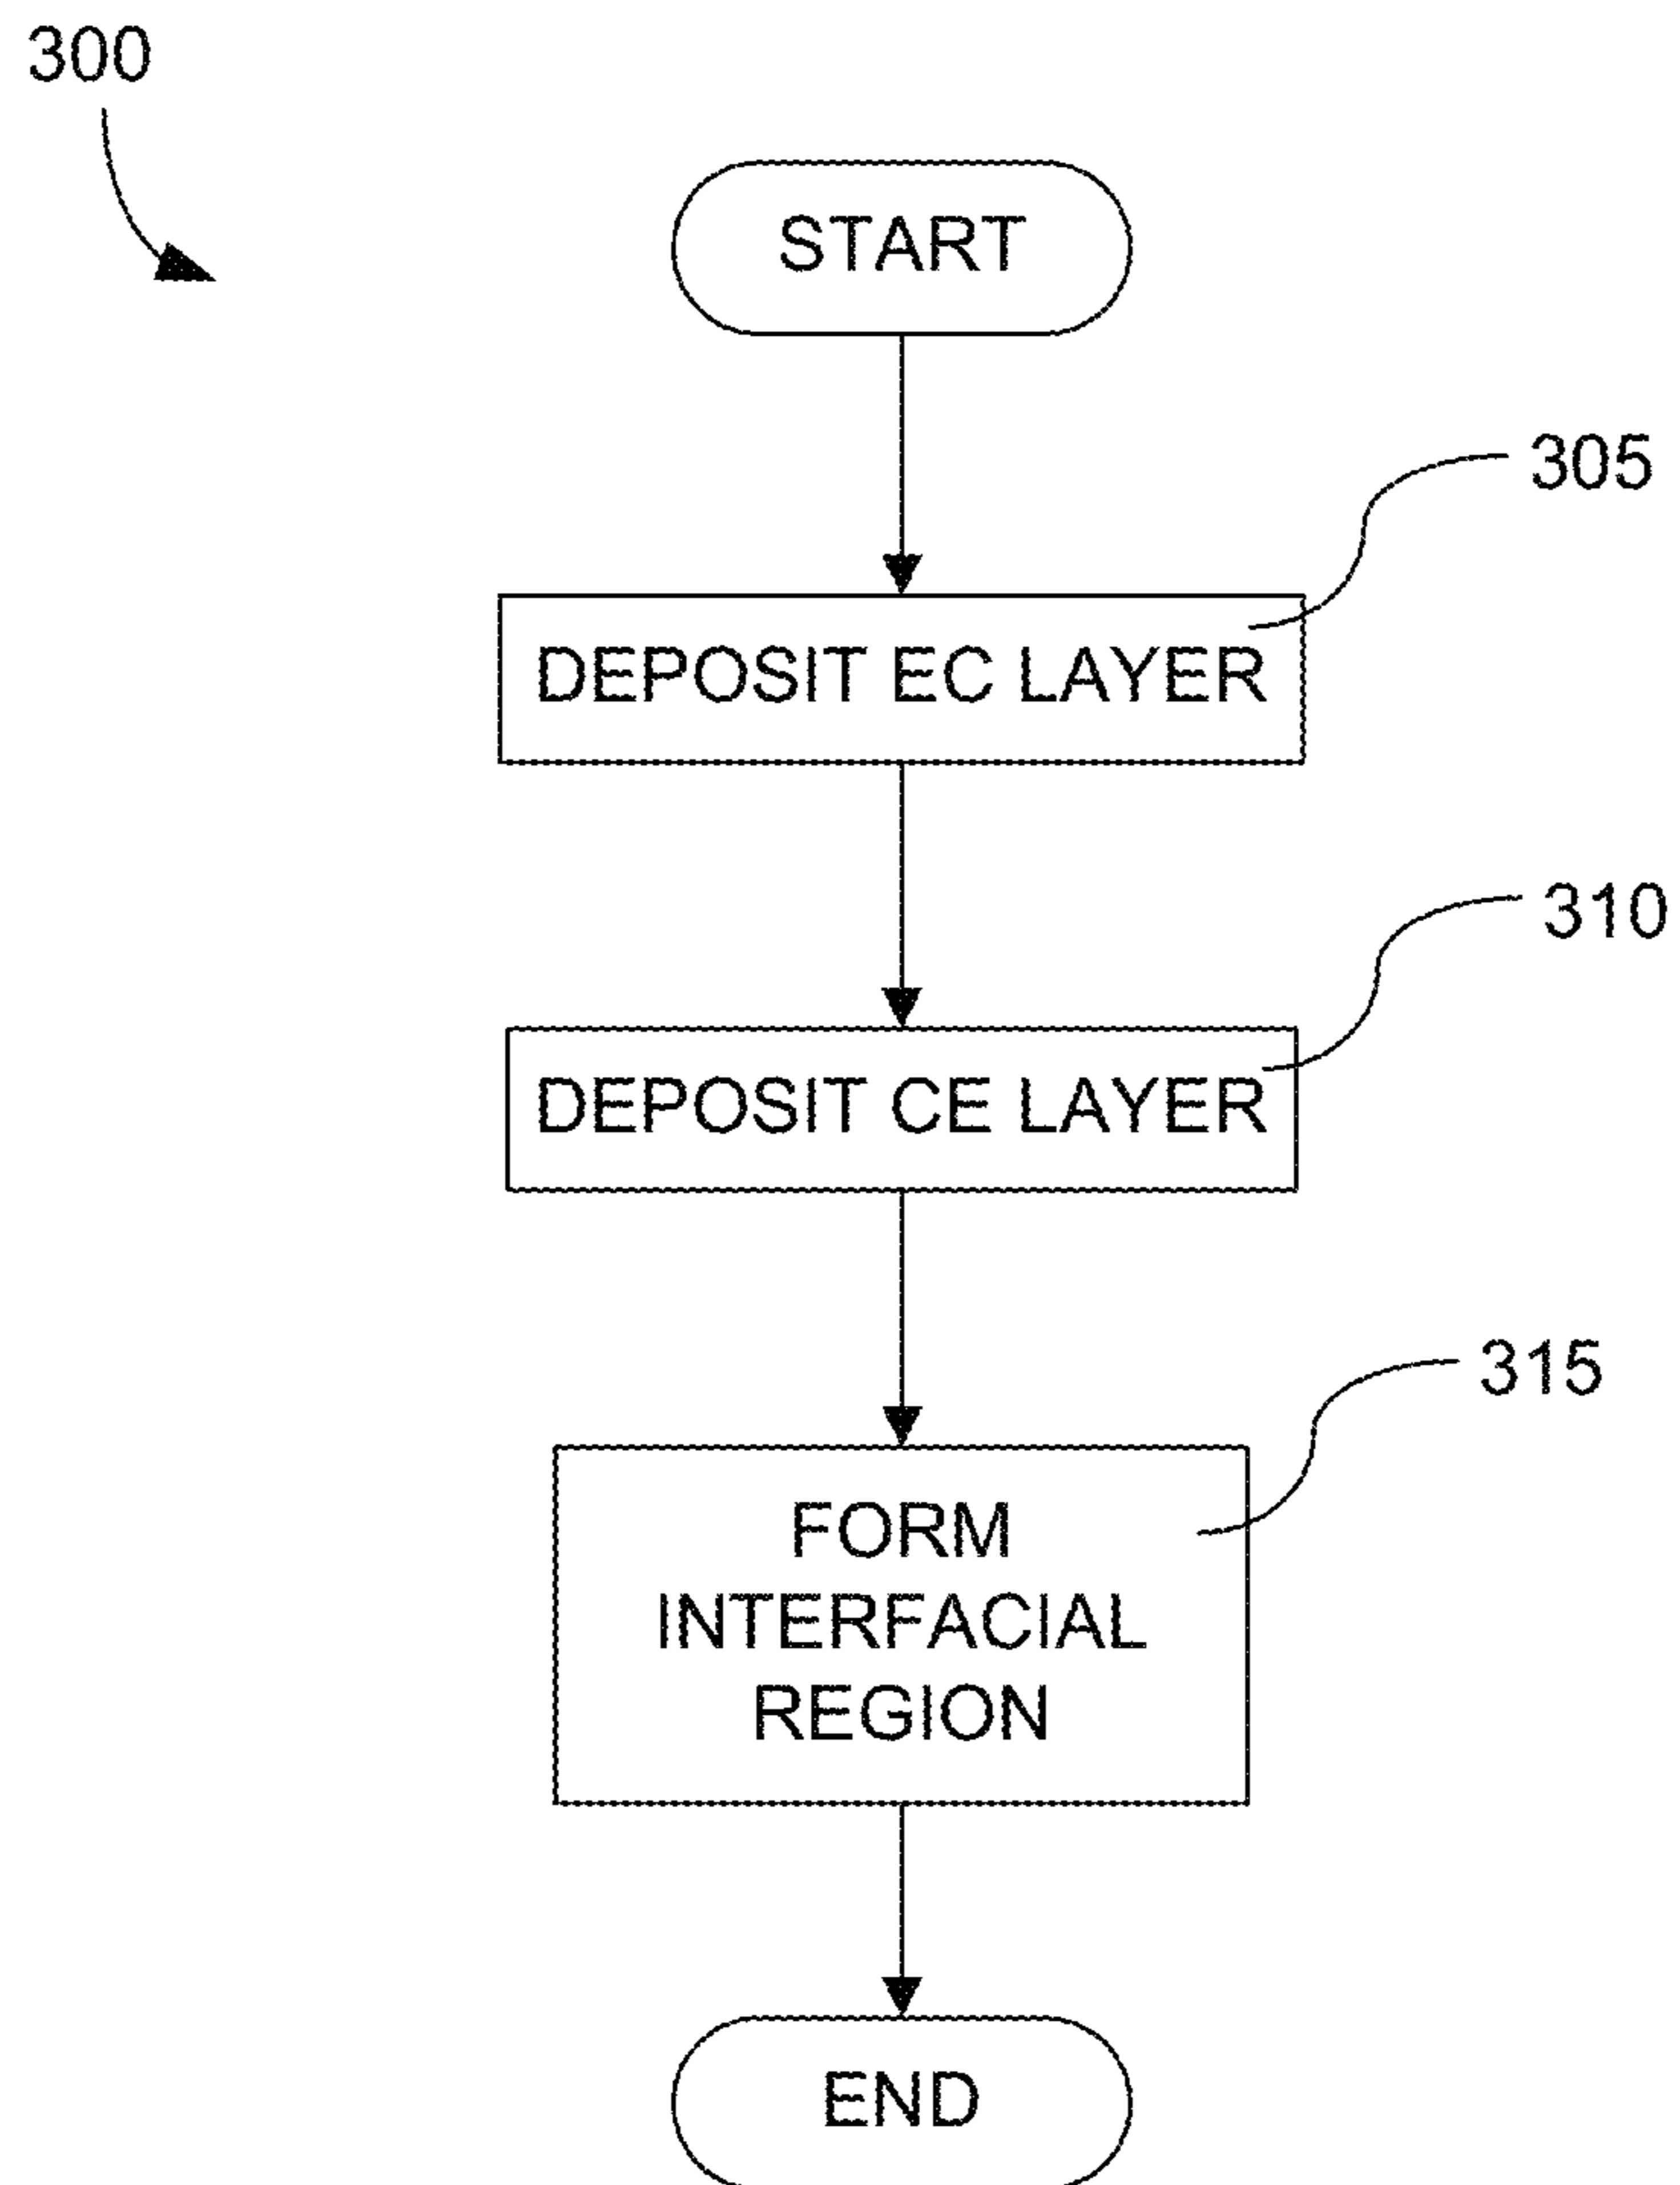 300
START
305
DEPOSIT EC LAYER
310
DEPOSIT CE LAYER
315
FORM
INTERFACIAL
REGION
END